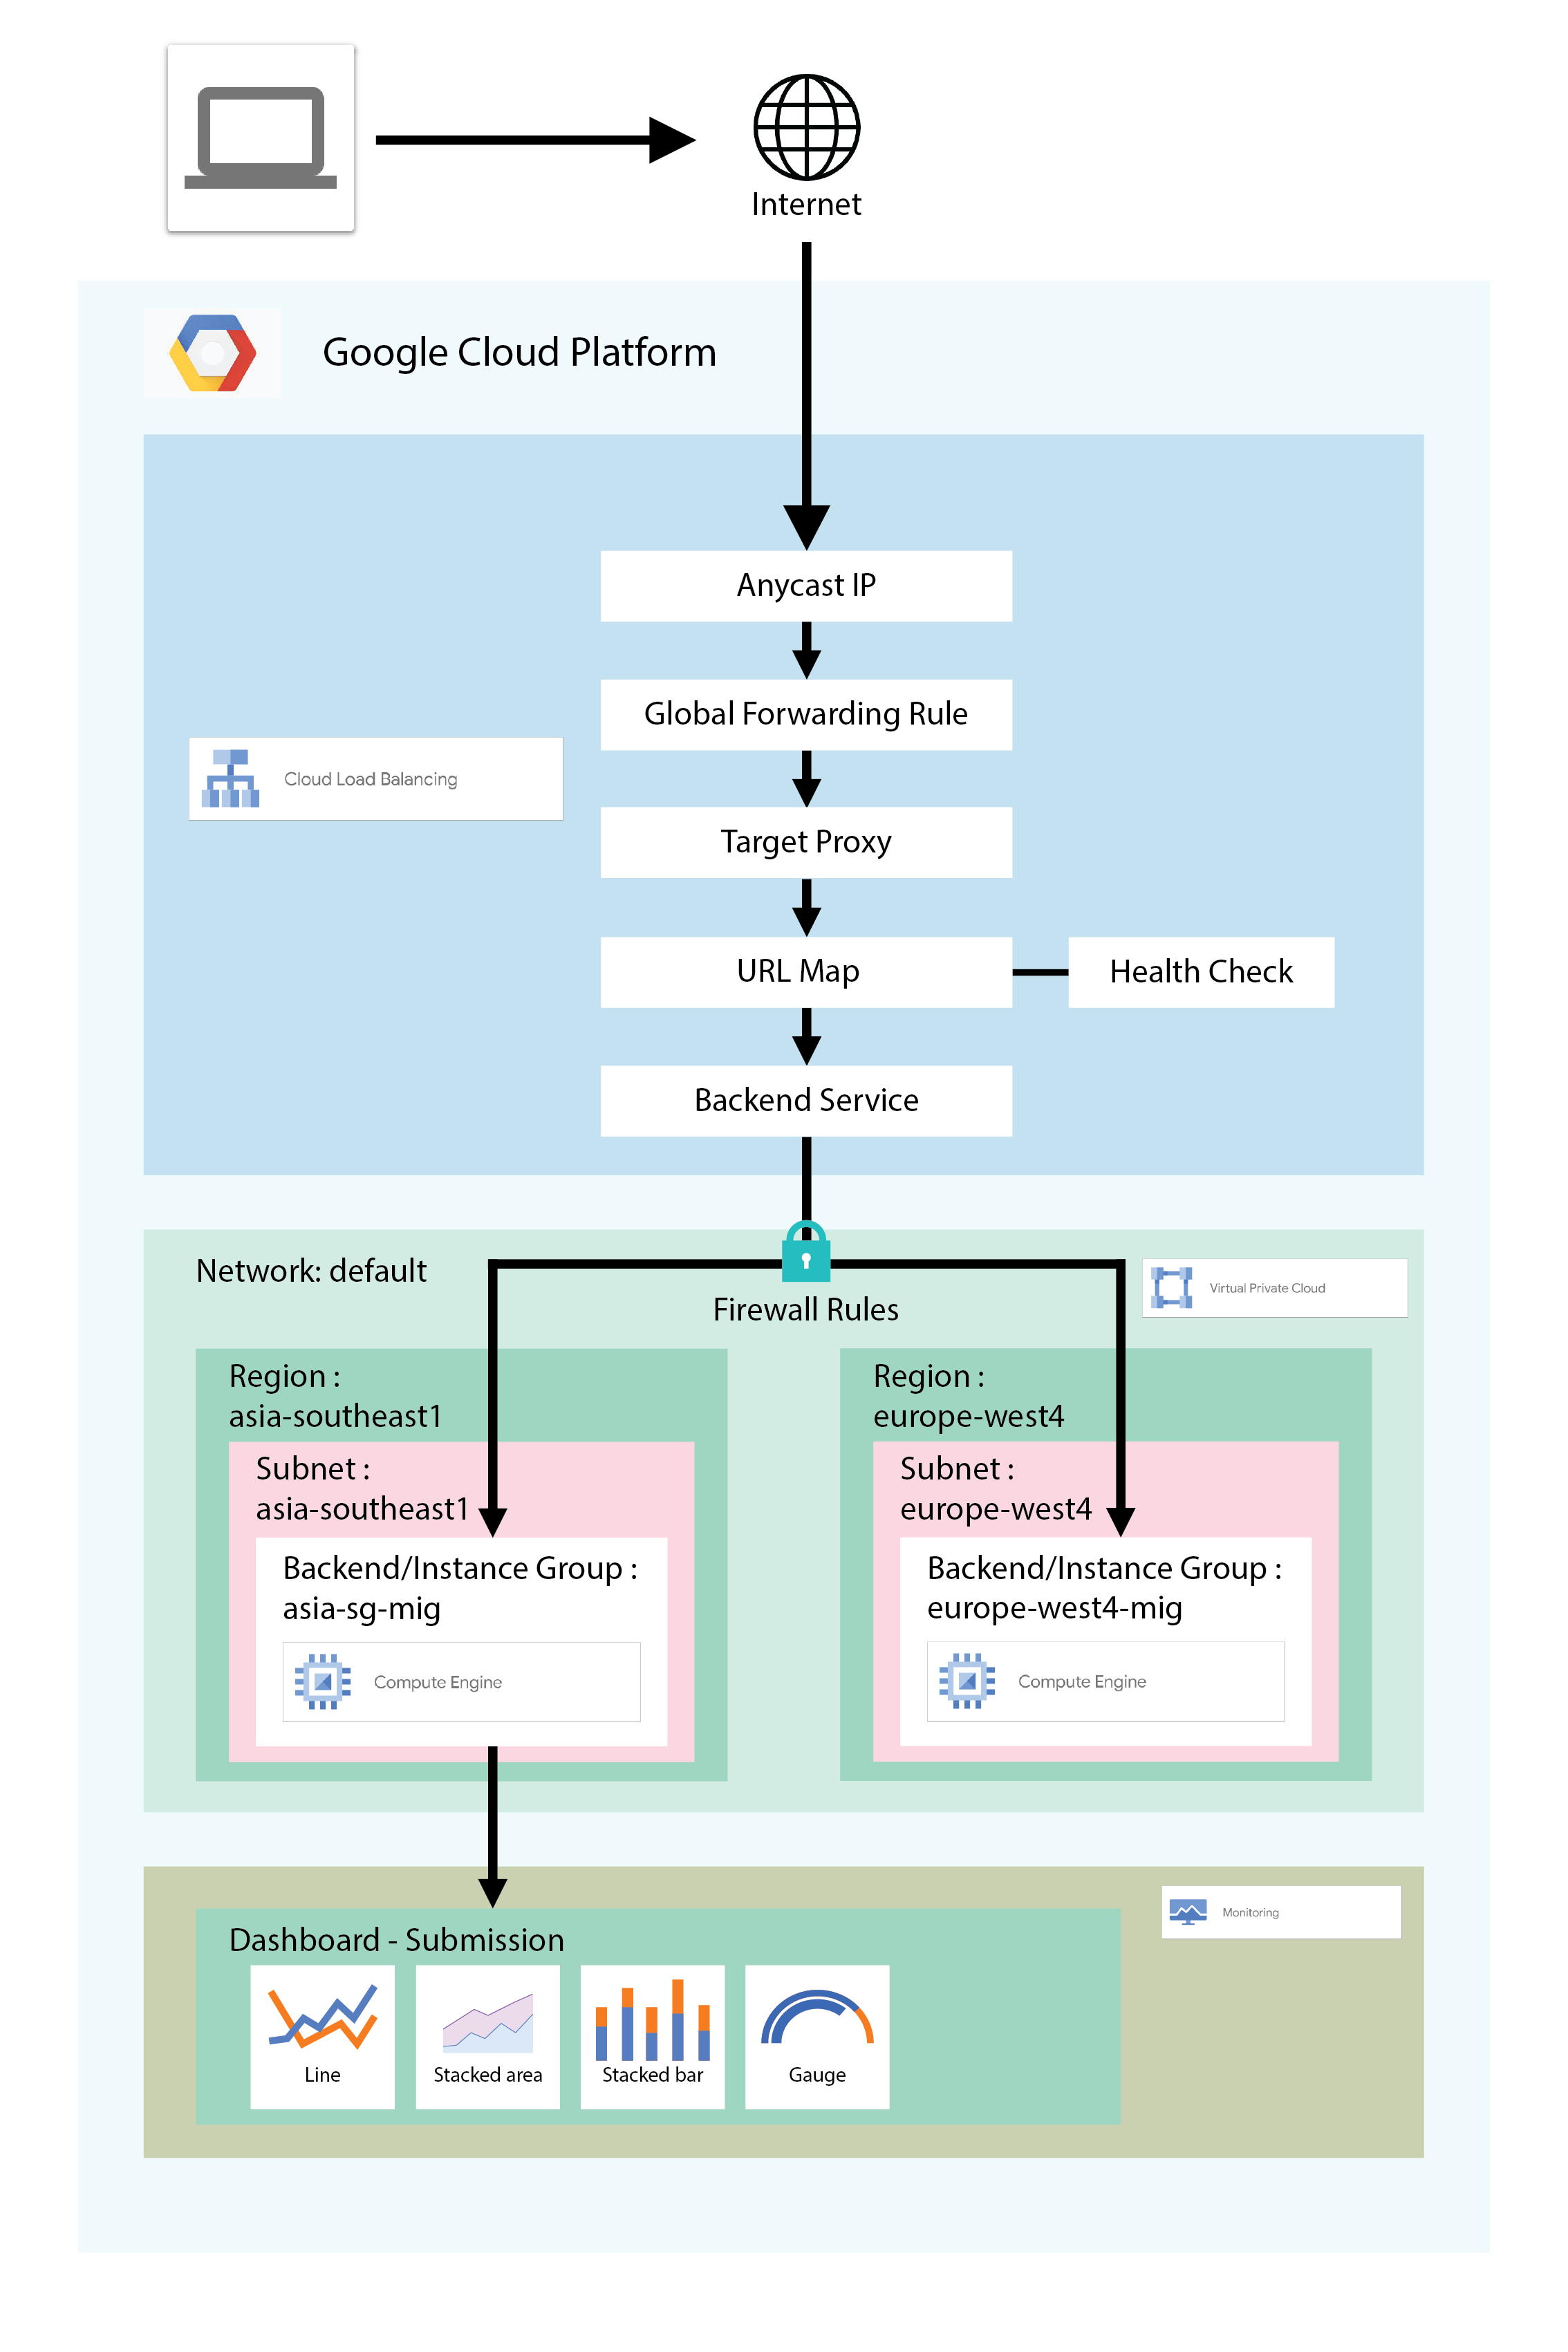 Internet
Google Cloud Platform
Anycast IP
Global Forwarding Rule
Cloud Load Balancing
Target Proxy
URL Map
Health Check
Backend Service
Network: default
Virtual Private Cloud
Firewall Rules
Region :
asia-southeast1
Subnet :
asia-southeast1
Backend/Instance Group :
asia-sg-mig
Compute Engine
Region :
europe-west4
Subnet :
europe-west4
Backend/Instance Group :
europe-west4-mig
Compute Engine
Monitoring
Dashboard - Submission
Line
Stacked area
Stacked bar
Gauge